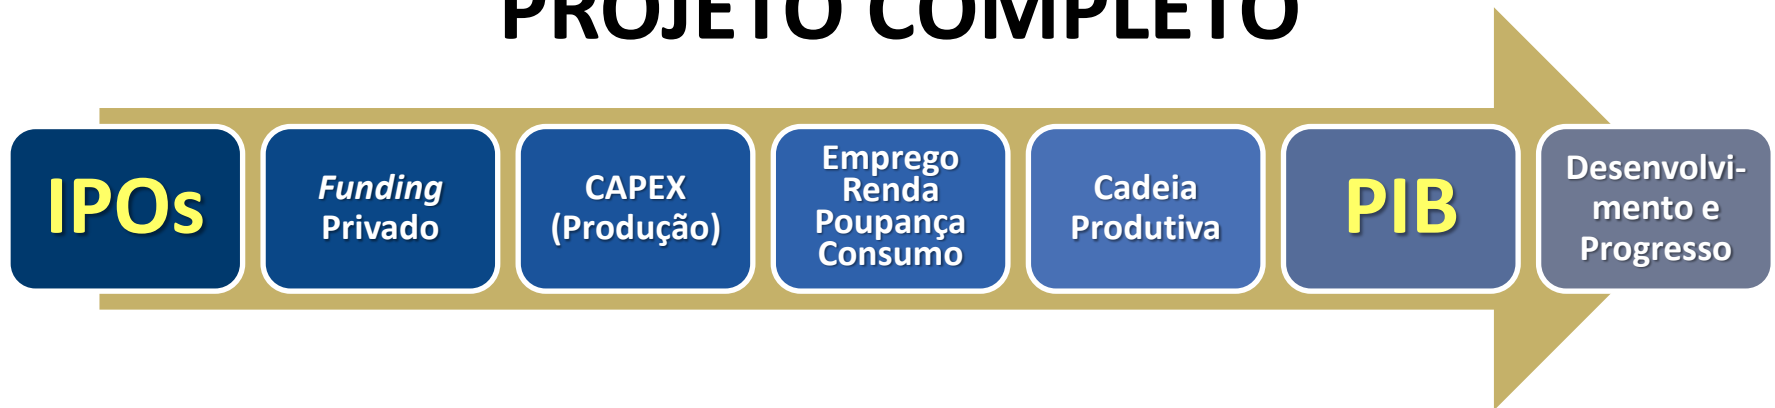 PROJETO COMPLETO
IPOs
Funding
Privado
CAPEX
(Produção)
Emprego
Renda
Poupança
Consumo
Cadeia
Produtiva
PIB
Desenvolvi-
mento e
Progresso